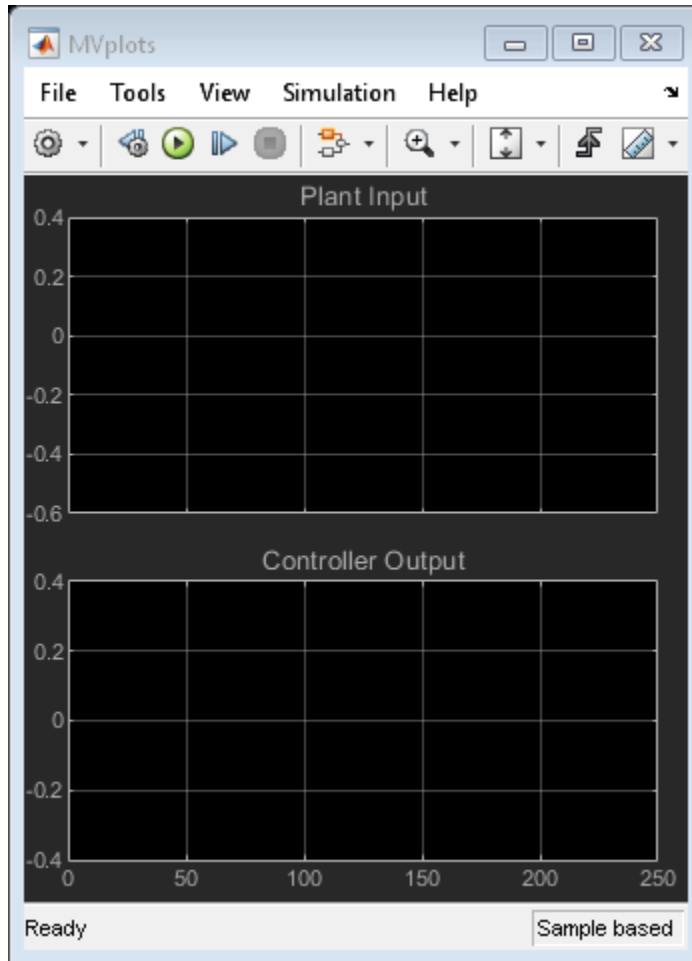 MVplots
File Tools View Simulation Help
Plant Input
0.4
0.2
0
-0.2
-0.4
-0.6
Controller Output
0.4
0.2
0
-0.2
-0.4
0 50 100 150 200 250
Ready Sample based